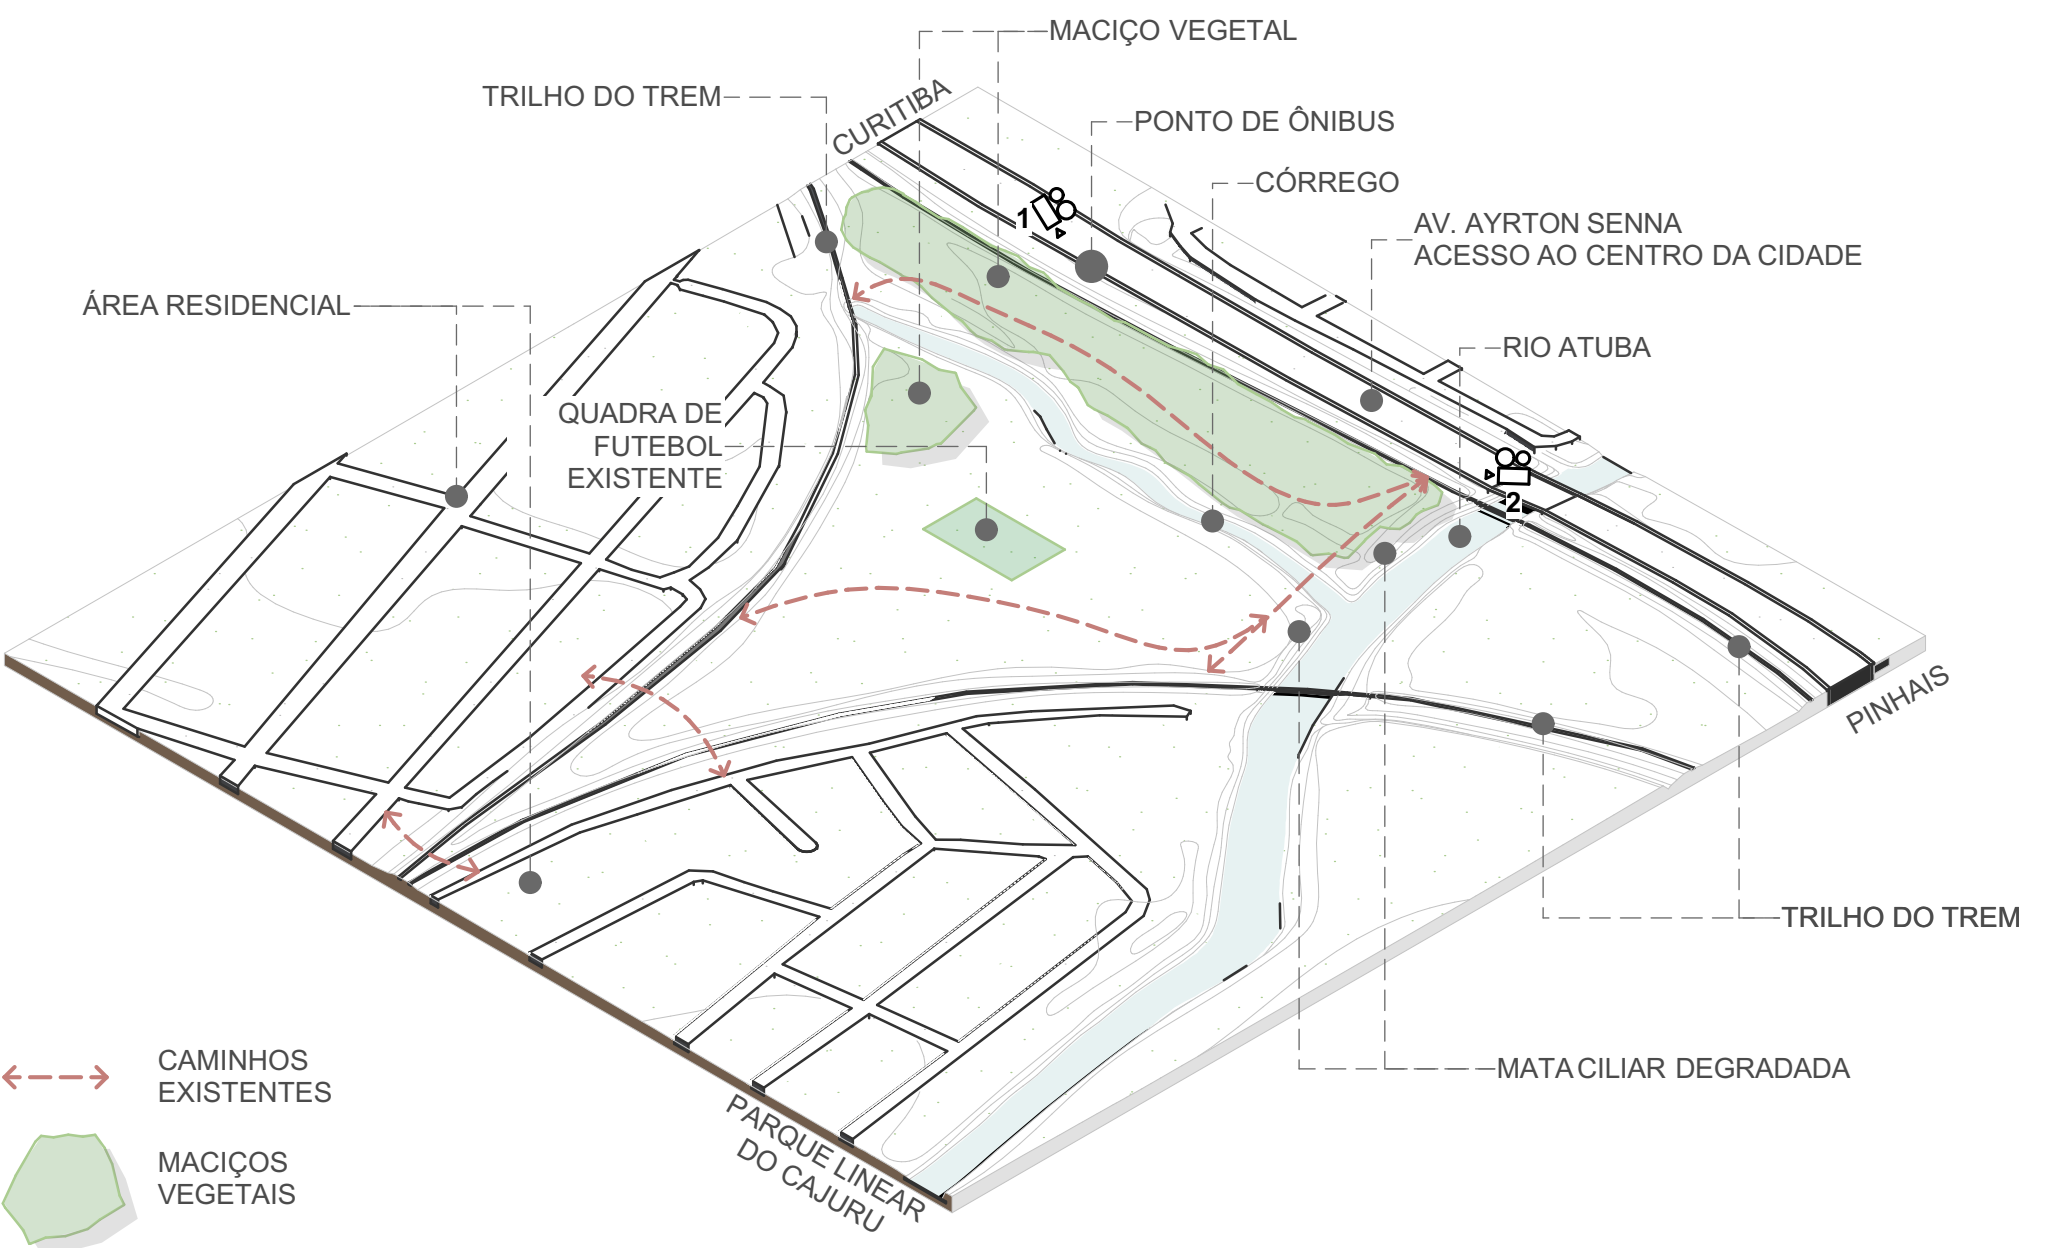 MACIÇO VEGETAL
TRILHO DO TREM
CURITIBA
PONTO DE ÔNIBUS
CÓRREGO
1
AV. AYRTON SENNA
ACESSO AO CENTRO DA CIDADE
ÁREA RESIDENCIAL
RIO ATUBA
QUADRA DE
FUTEBOL
EXISTENTE
2
PINHAIS
TRILHO DO TREM
MATA CILIAR DEGRADADA
PARQUE LINEAR
DO CAJURU
CAMINHOS
EXISTENTES
MACIÇOS
VEGETAIS